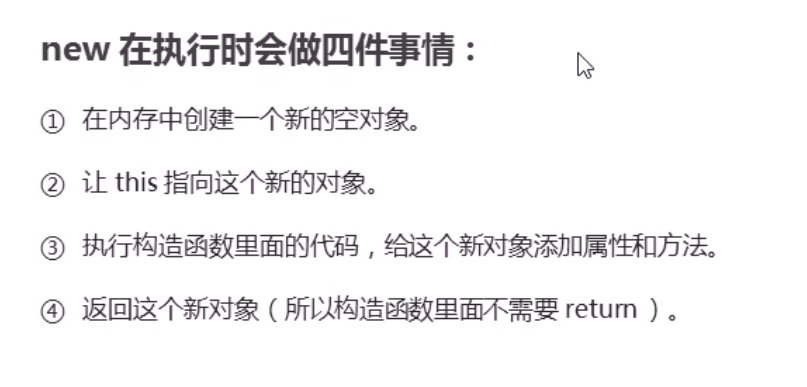 new 在执行时会做四件事情：
① 在内存中创建一个新的空对象。
② 让 this 指向这个新的对象。
③ 执行构造函数里面的代码，给这个新对象添加属性和方法。
④ 返回这个新对象（所以构造函数里面不需要 return ）。